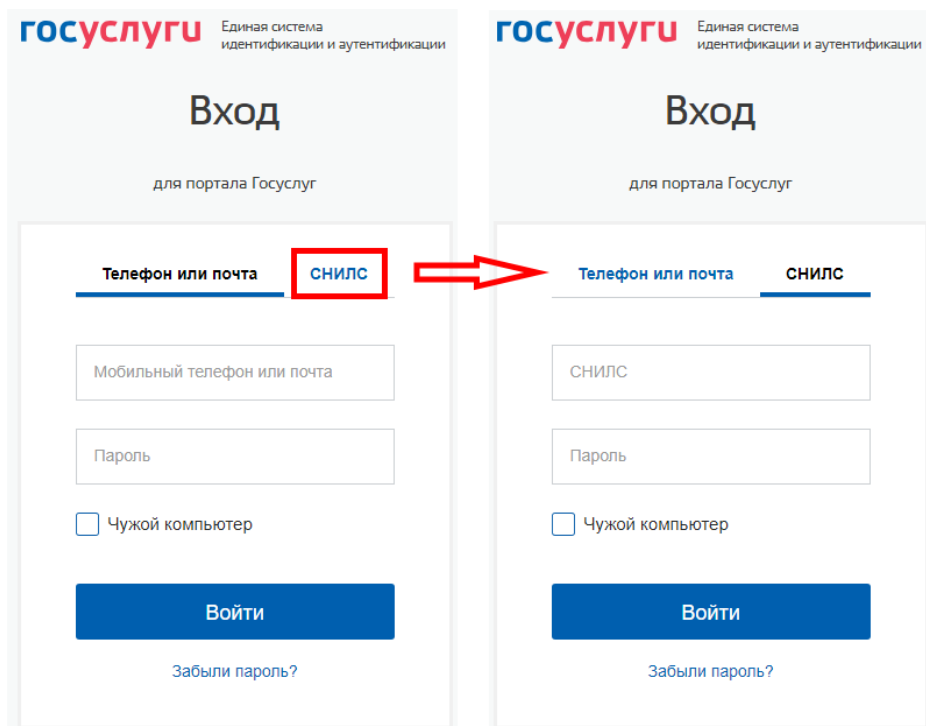 госуслуги
Единая система
идентификации и аутентификации
Вход
для портала Госуслуг
Телефон или почта
СНИЛС
Мобильный телефон или почта
Пароль
Чужой компьютер
Войти
Забыли пароль?
госуслуги
Единая система
идентификации и аутентификации
Вход
для портала Госуслуг
Телефон или почта
СНИЛС
СНИЛС
Пароль
Чужой компьютер
Войти
Забыли пароль?